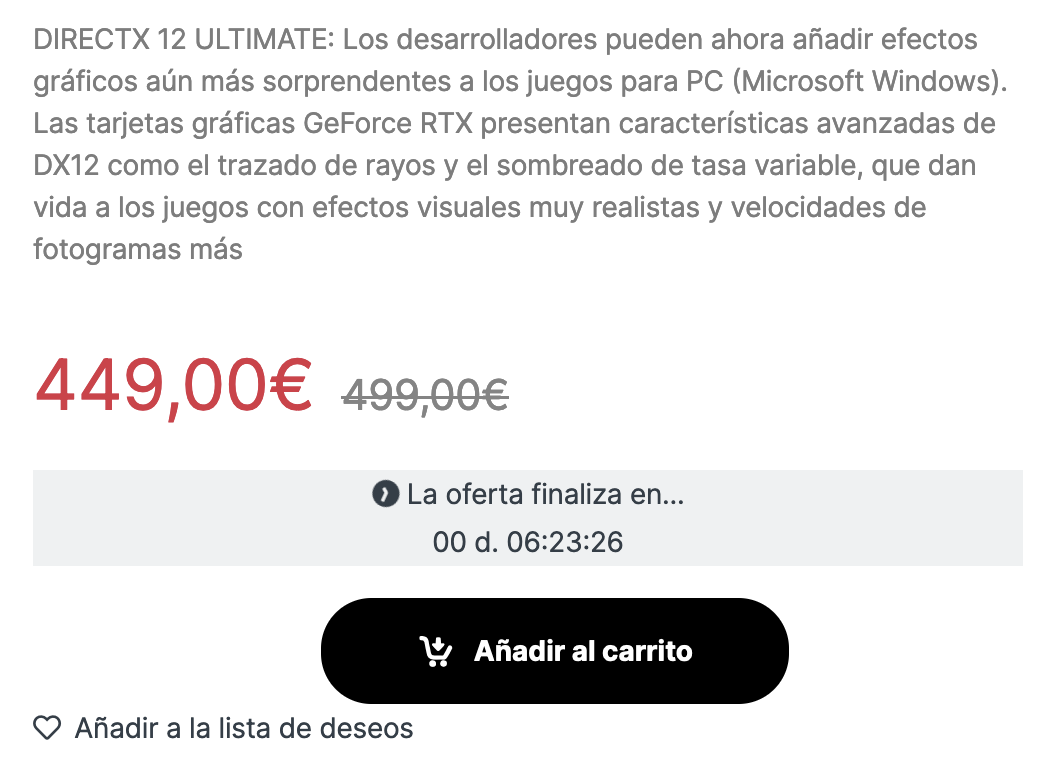 DIRECTX 12 ULTIMATE: Los desarrolladores pueden ahora añadir efectos
gráficos aún más sorprendentes a los juegos para PC (Microsoft Windows).
Las tarjetas gráficas GeForce RTX presentan características avanzadas de
DX12 como el trazado de rayos y el sombreado de tasa variable, que dan
vida a los juegos con efectos visuales muy realistas y velocidades de
fotogramas más
449,00€ 499,00€
La oferta finaliza en...
00 d. 06:23:26
Añadir al carrito
Añadir a la lista de deseos